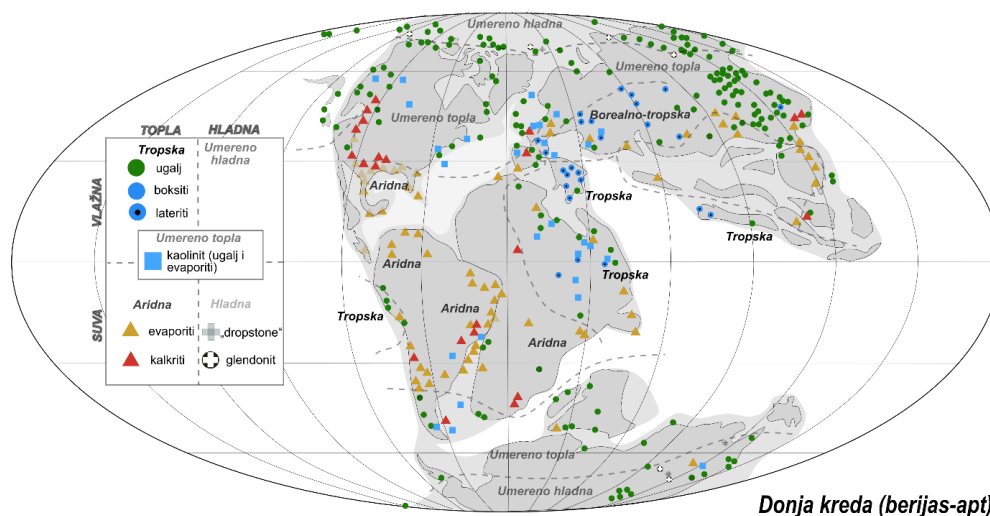 Umereno hladna
Umereno topla
Borealno-tropska
Umereno topla
TOPLA HLADNA
Tropska Umereno
hladna
ugalj
boksiti
lateriti
VLAŽNA
Umereno topla
kaolinit (ugalj i
evaporiti)
Aridna Hladna
evaporiti „dropstone“
kalkriti glendonit
SUVA
Aridna
Tropska
Tropska
Aridna
Tropska
Aridna
Tropska
Aridna
Umereno topla
Umereno hladna
Donja kreda (berijas-apt)